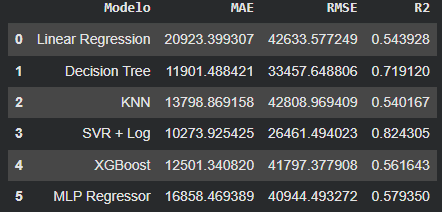 Modelo MAE RMSE R2
0 Linear Regression 20923.399307 42633.577249 0.543928
1 Decision Tree 11901.488421 33457.648806 0.719120
2 KNN 13798.869158 42808.969409 0.540167
3 SVR + Log 10273.925425 26461.494023 0.824305
4 XGBoost 12501.340820 41797.377908 0.561643
5 MLP Regressor 16858.469389 40944.493272 0.579350